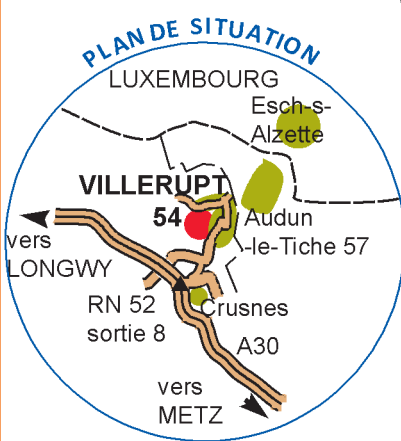 PLAN DE SITUATION
LUXEMBOURG
Esch-s-
Alzette
VILLERUPT
54
Audun
-le-Tiche 57
vers
LONGWY
RN 52
sortie 8
Crusnes
A30
vers
METZ